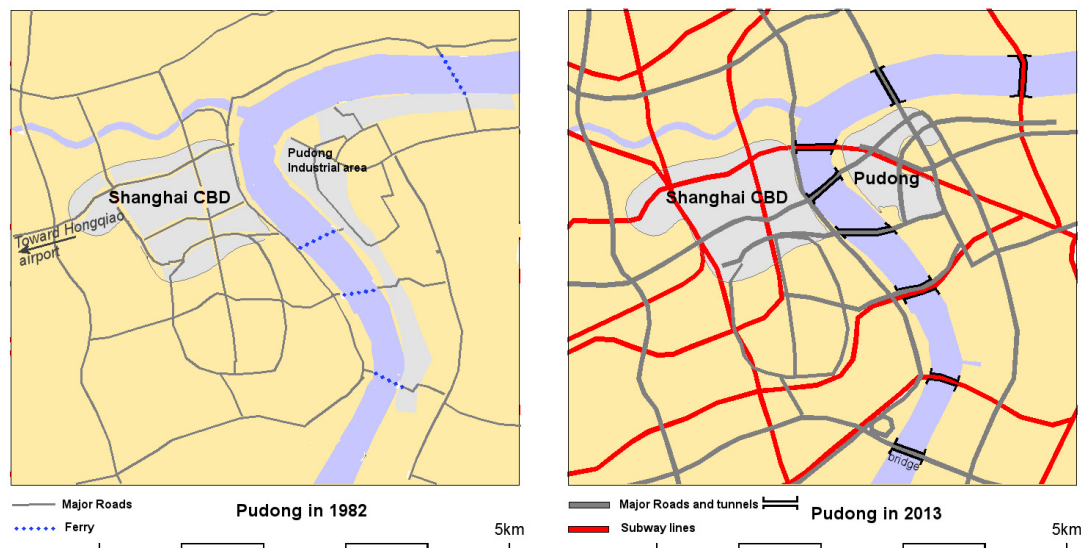 Pudong
Industrial area
Shanghai CBD
Toward Hongqiao
airport
Major Roads
Ferry
Pudong in 1982
5km
Shanghai CBD
Pudong
bridge
Major Roads and tunnels
Subway lines
Pudong in 2013
5km